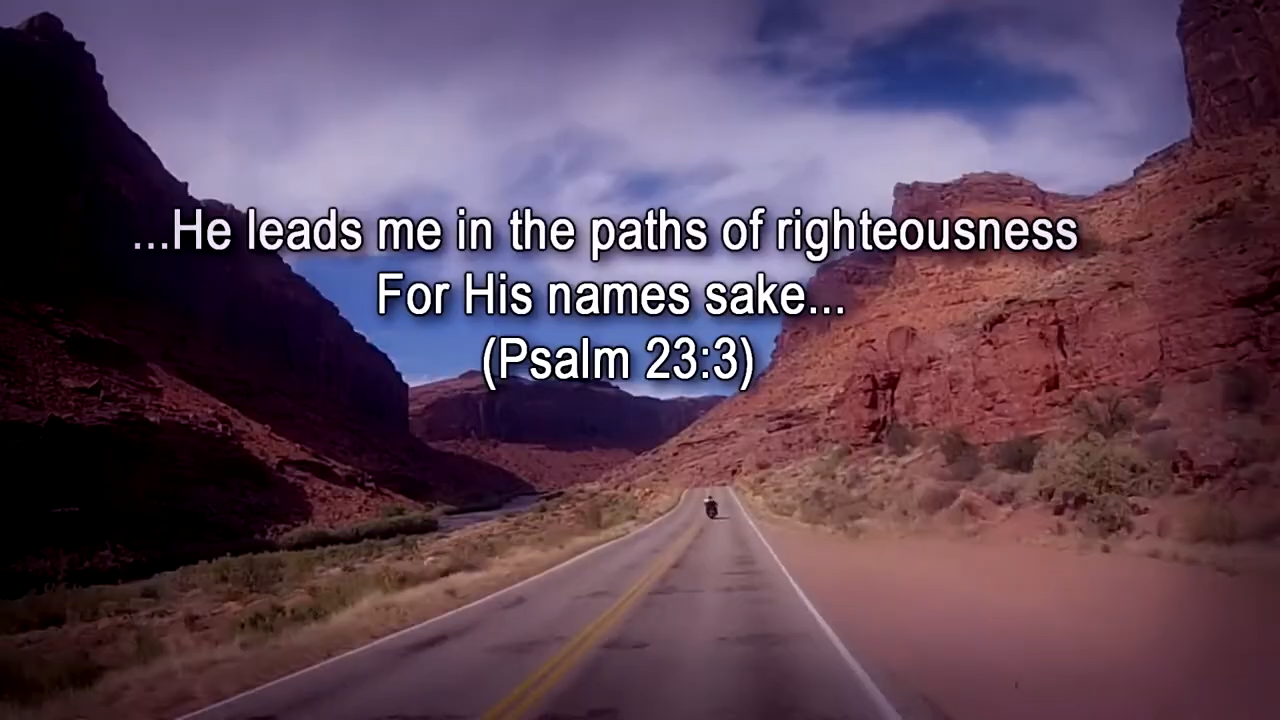 ...He leads me in the paths of righteousness
For His names sake...
(Psalm 23:3)